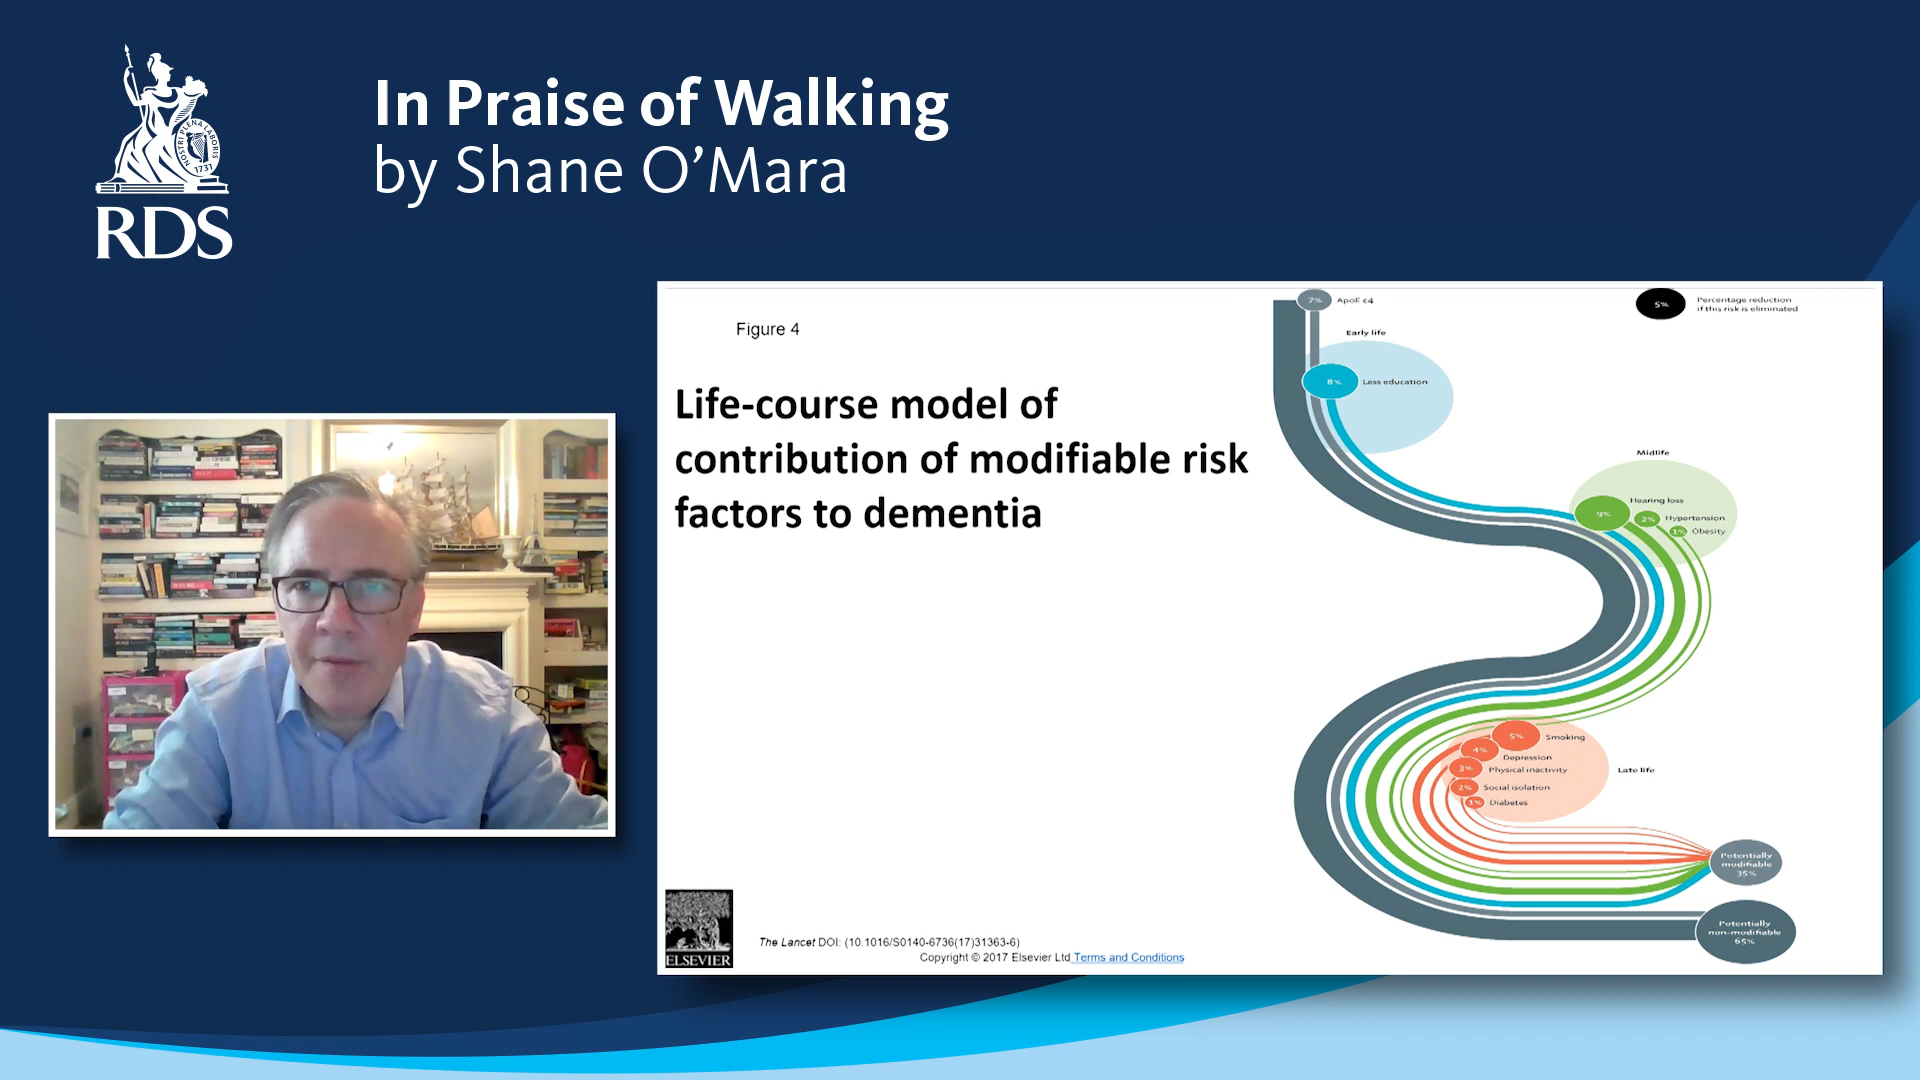 In Praise of Walking
by Shane O’Mara
NOSTRI PLENA LABORIS
1731
RDS
Figure 4
Life-course model of
contribution of modifiable risk
factors to dementia
7%
ApoE ε4
5%
Percentage reduction
if this risk is eliminated
Early life
8%
Less education
Midlife
9%
Hearing loss
2%
Hypertension
1%
Obesity
5%
Smoking
4%
Depression
3%
Physical inactivity
2%
Social isolation
1%
Diabetes
Late life
Potentially
modifiable
35%
Potentially
non-modifiable
65%
ELSEVIER
The Lancet DOI: (10.1016/S0140-6736(17)31363-6)
Copyright © 2017 Elsevier Ltd Terms and Conditions